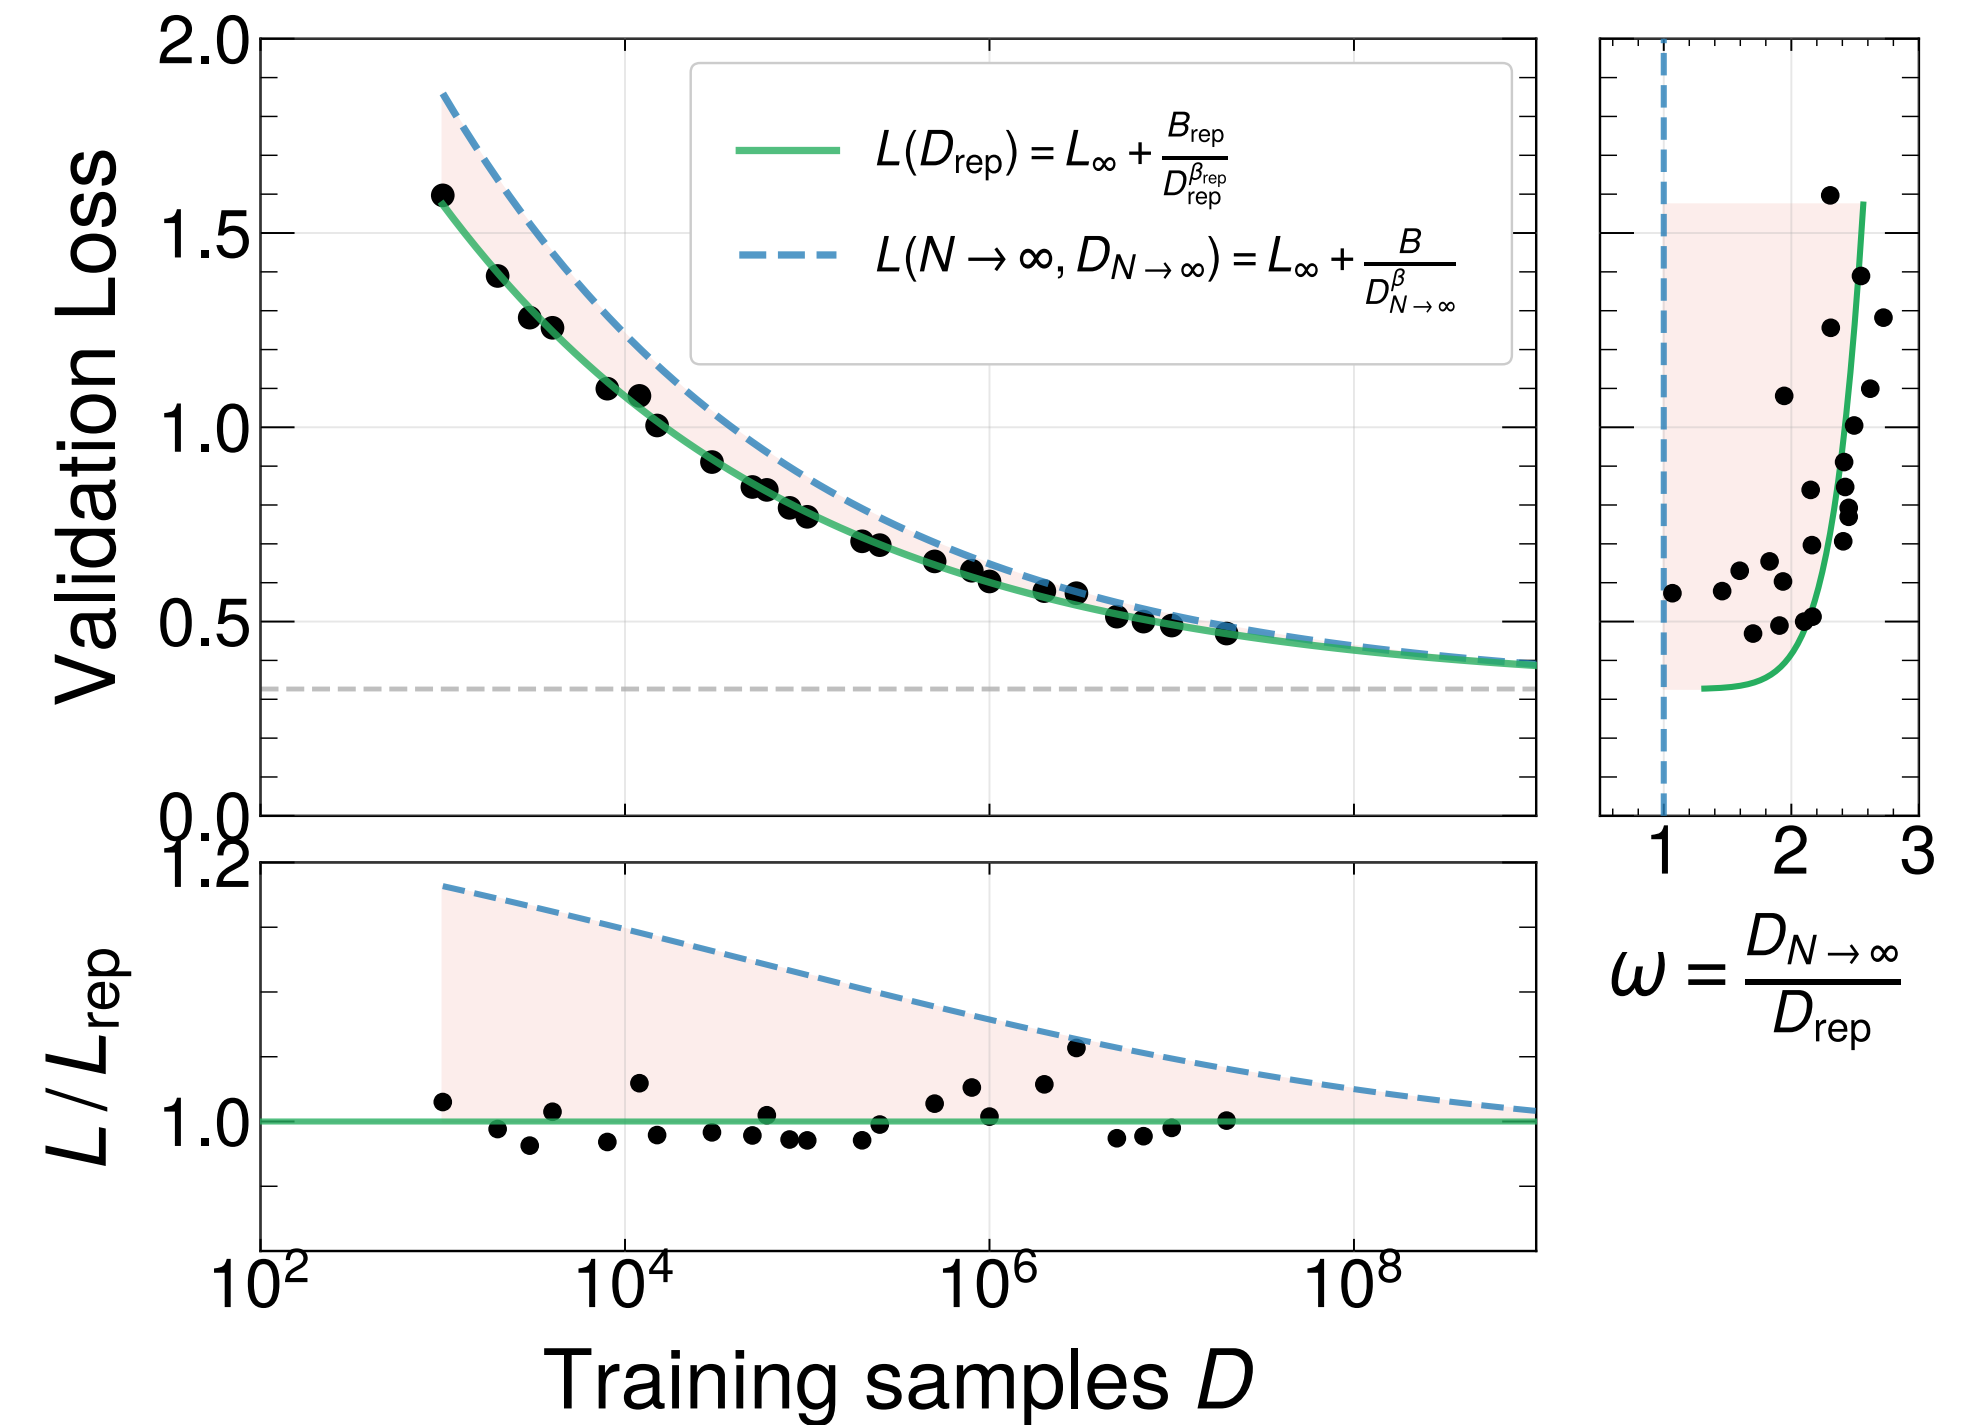 2.0
1.5
1.0
0.5
0.0
Validation Loss
L(D_rep) = L_∞ + B_rep / D_rep^β_rep
L(N → ∞, D_N → ∞) = L_∞ + B / D_N → ∞^β
1 2 3
ω = D_N → ∞ / D_rep
1.2
1.0
L / L_rep
10^2 10^4 10^6 10^8
Training samples D